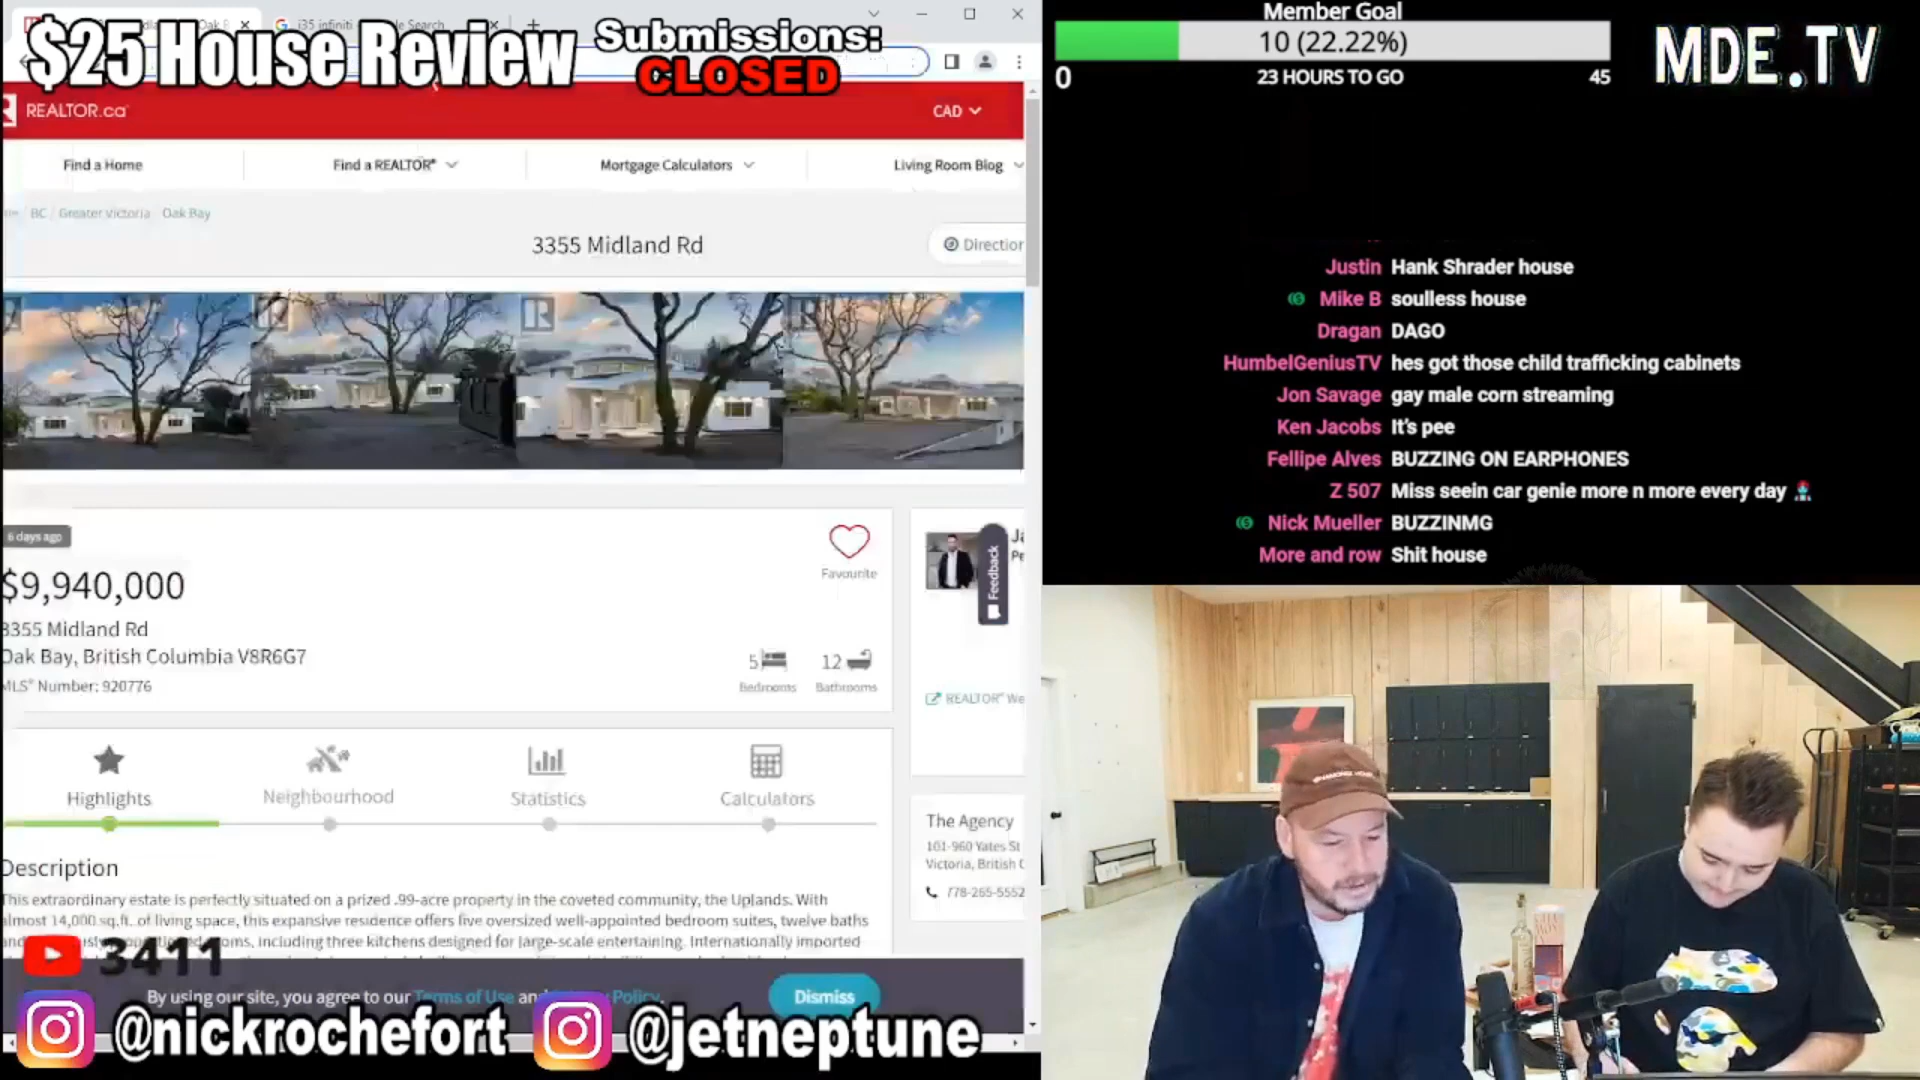 i35 infiniti
Search
$25 House Review
Submissions:
CLOSED
REALTOR.ca
CAD
Find a Home
Find a REALTOR®
Mortgage Calculators
Living Room Blog
BC / Greater Victoria
Oak Bay
3355 Midland Rd
Direction
6 days ago
$9,940,000
Favourite
3355 Midland Rd
Oak Bay, British Columbia V8R6G7
MLS® Number: 920776
5
Bedrooms
12
Bathrooms
Feedback
REALTOR® We
Highlights
Neighbourhood
Statistics
Calculators
The Agency
101-960 Yates St
Victoria, British C
778-265-5552
Description
This extraordinary estate is perfectly situated on a prized .99-acre property in the coveted community, the Uplands. With
almost 14,000 sq.ft. of living space, this expansive residence offers five oversized well-appointed bedroom suites, twelve baths
including three kitchens designed for large-scale entertaining. Internationally imported
3411
By using our site, you agree to our Terms of Use and Policy.
Dismiss
@nickrochefort
@jetneptune
Member Goal
10 (22.22%)
0
23 HOURS TO GO
45
MDE.TV
Justin Hank Shrader house
Mike B soulless house
Dragan DAGO
HumbelGeniusTV hes got those child trafficking cabinets
Jon Savage gay male corn streaming
Ken Jacobs It's pee
Fellipe Alves BUZZING ON EARPHONES
Z 507 Miss seein car genie more n more every day
Nick Mueller BUZZINMG
More and row Shit house